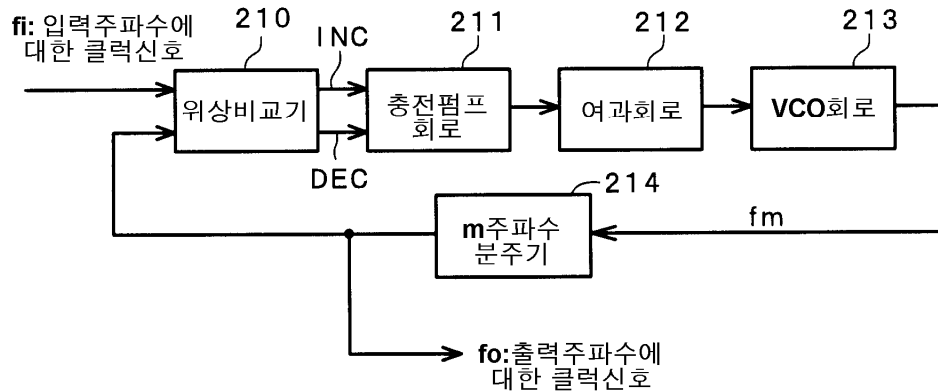 fi: 입력주파수에
대한 클럭신호
210
INC
211
212
213
위상비교기
충전펌프
회로
여과회로
VCO회로
DEC
214
m주파수
분주기
fm
fo:출력주파수에
대한 클럭신호